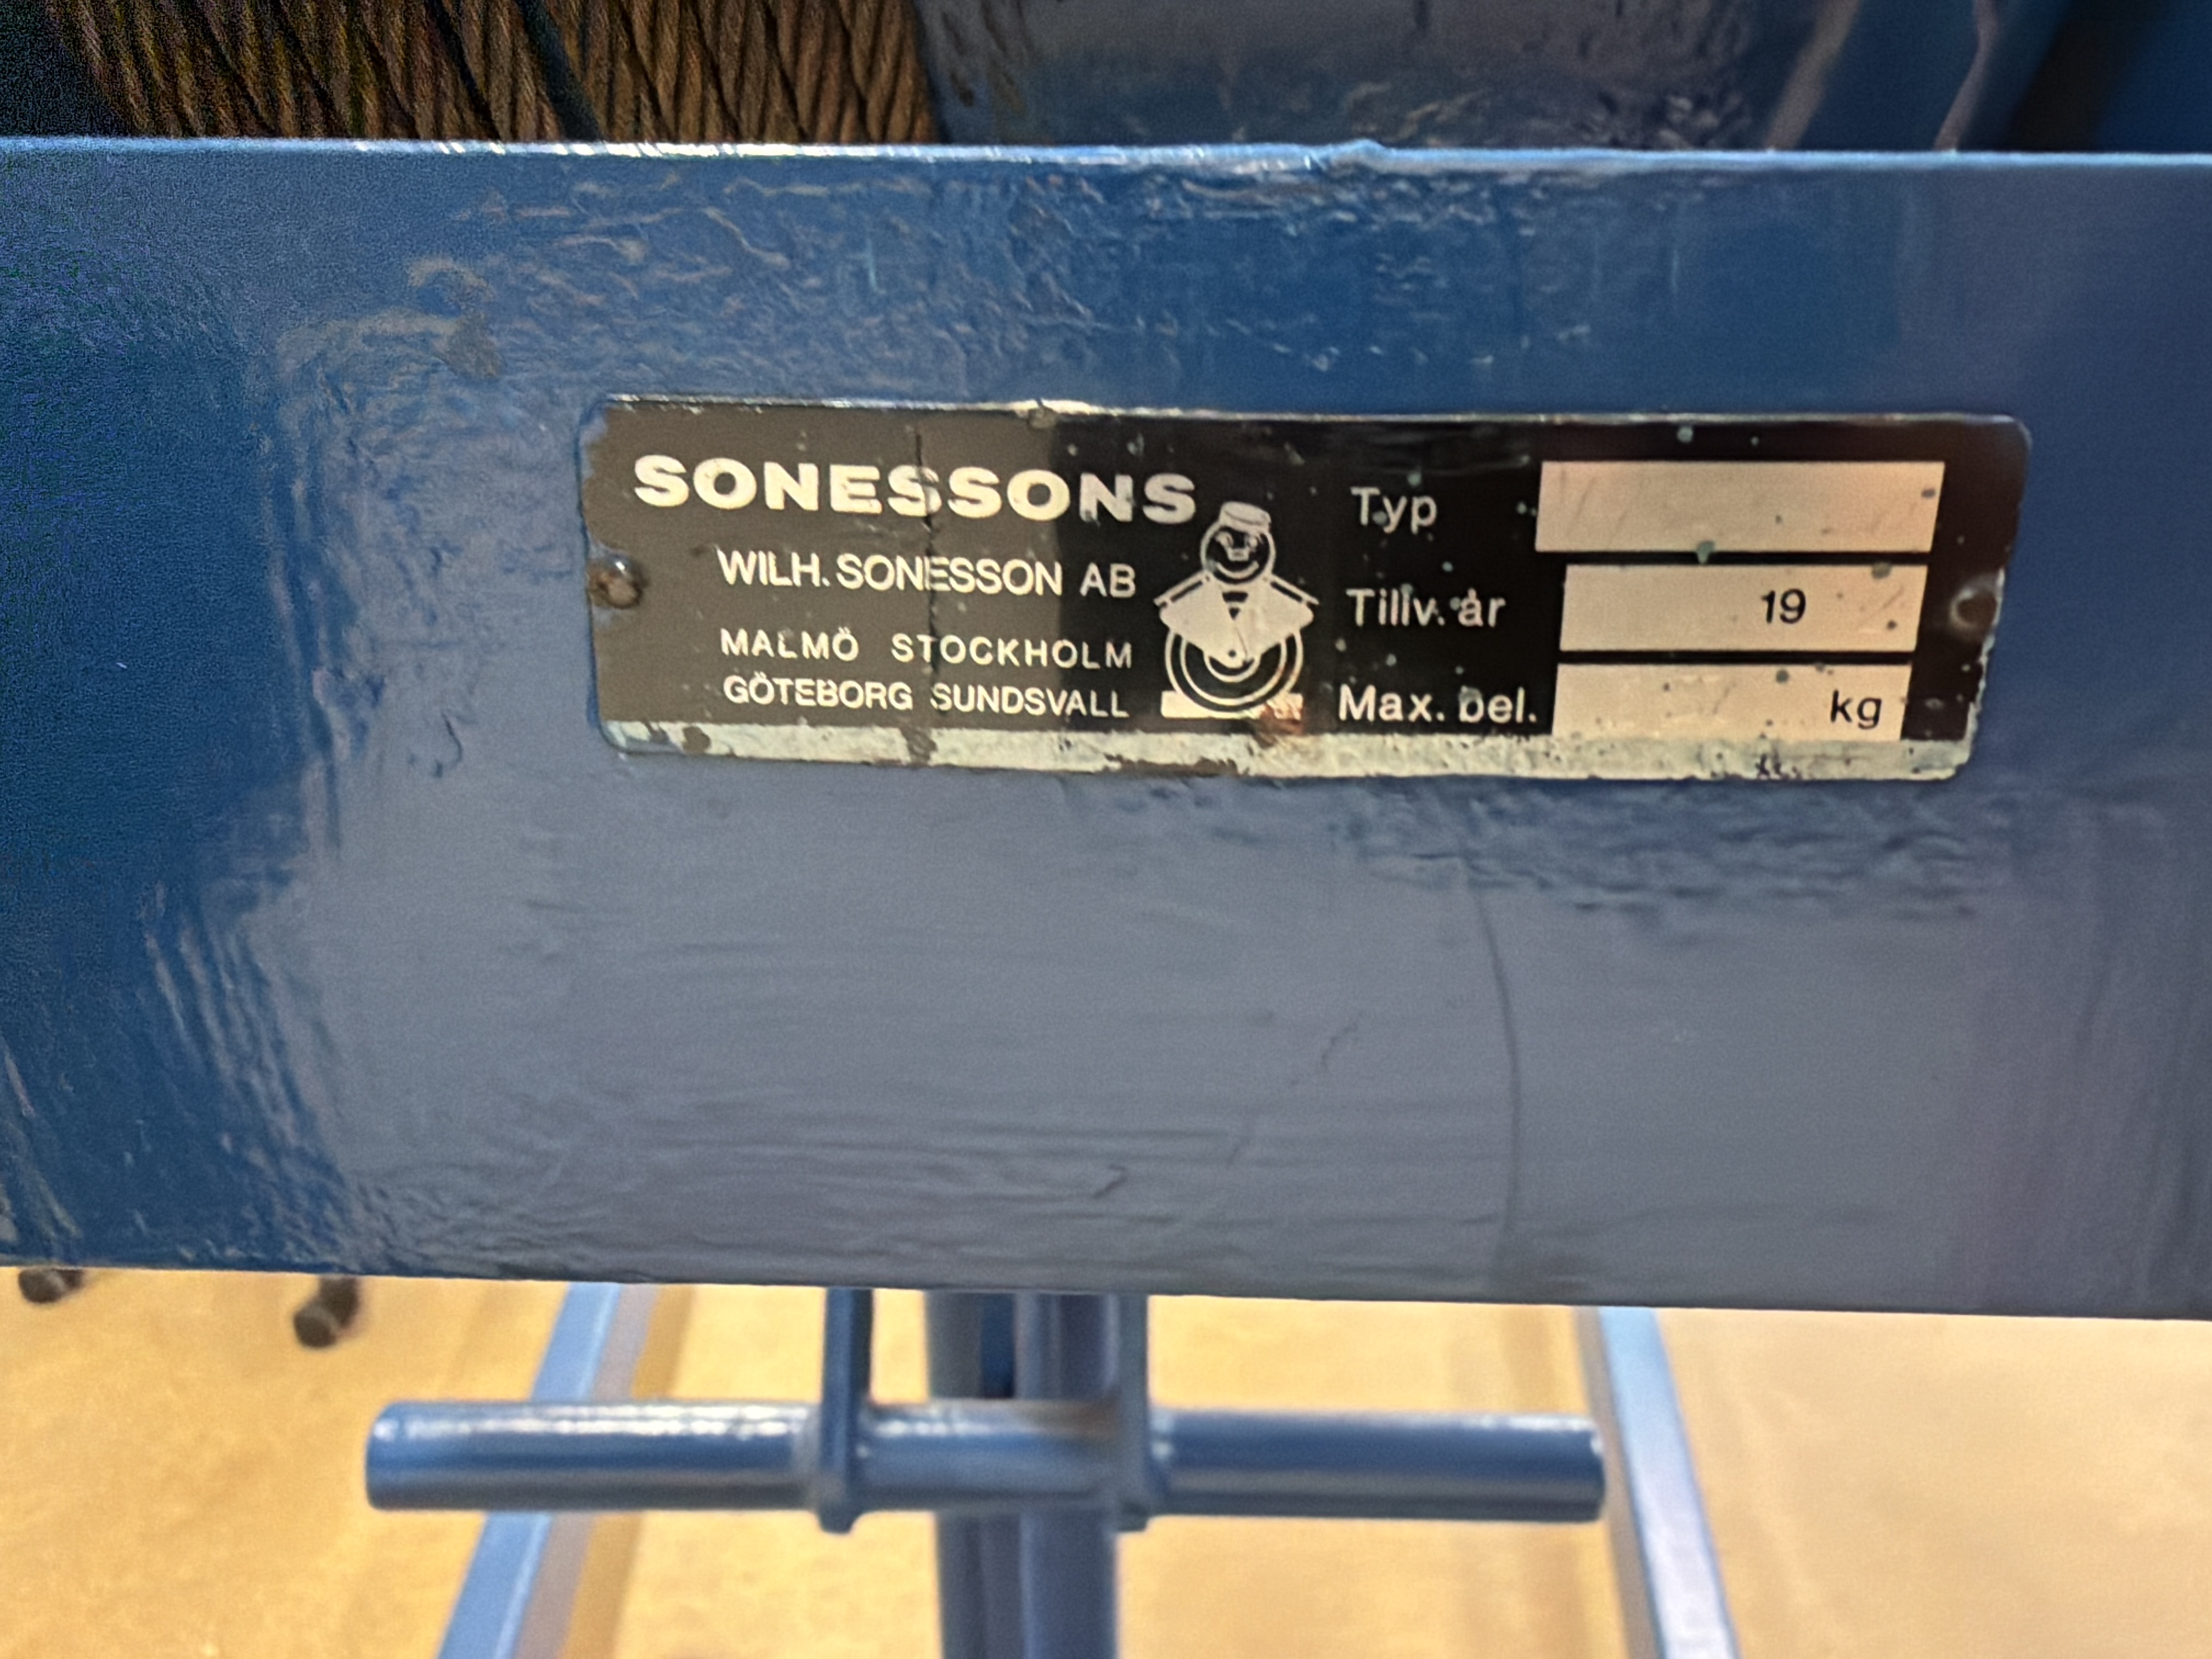 SONESSONS
WILH. SONESSON AB
MALMÖ STOCKHOLM
GÖTEBORG SUNDSVALL
Typ
Tillv. år 19
Max. bel. kg